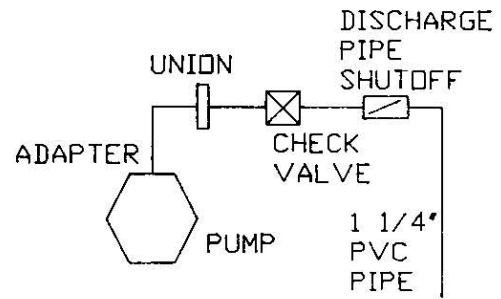 DISCHARGE
PIPE
SHUTOFF
UNION
CHECK
VALVE
ADAPTER
PUMP
1 1/4"
PVC
PIPE